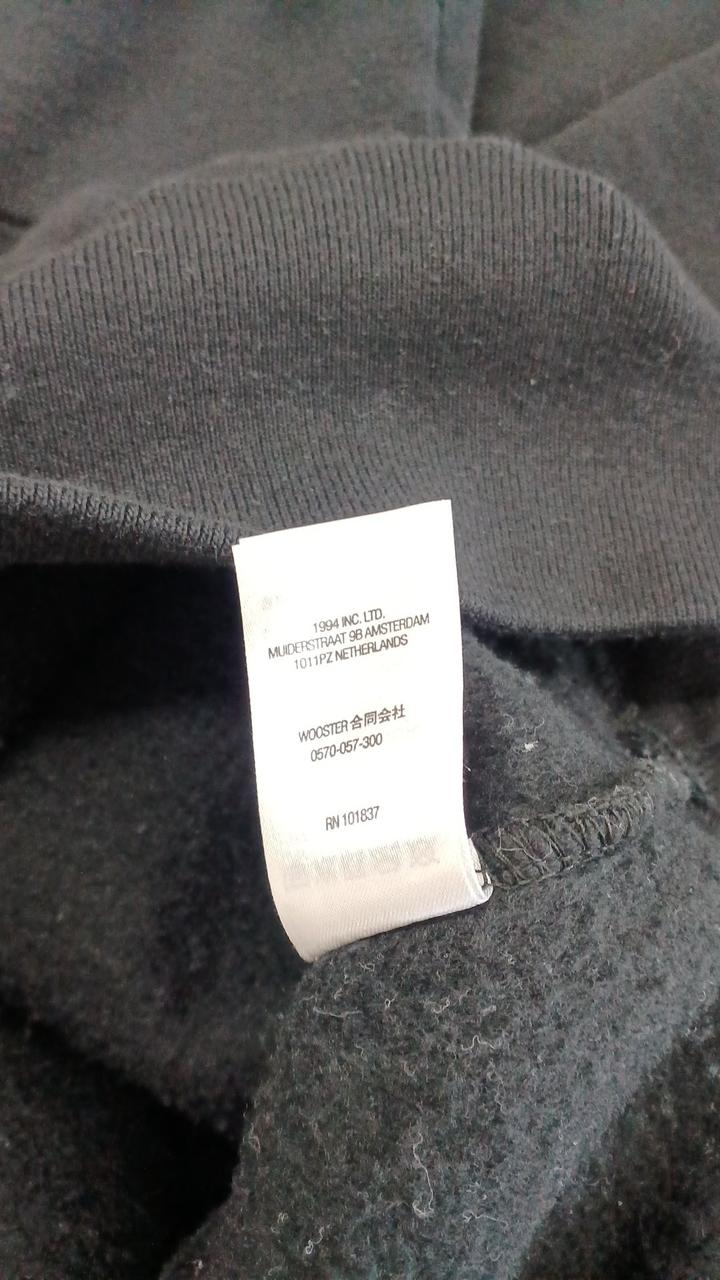 1994 INC. LTD.
MUIDERSTRAAT 9B AMSTERDAM
1011PZ NETHERLANDS
WOOSTER 合同会社
0570-057-300
RN 101837